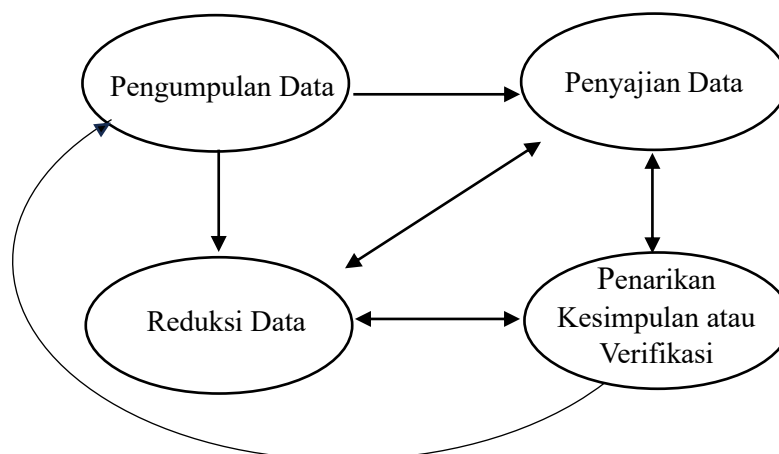 Pengumpulan Data
Penyajian Data
Reduksi Data
Penarikan
Kesimpulan atau
Verifikasi